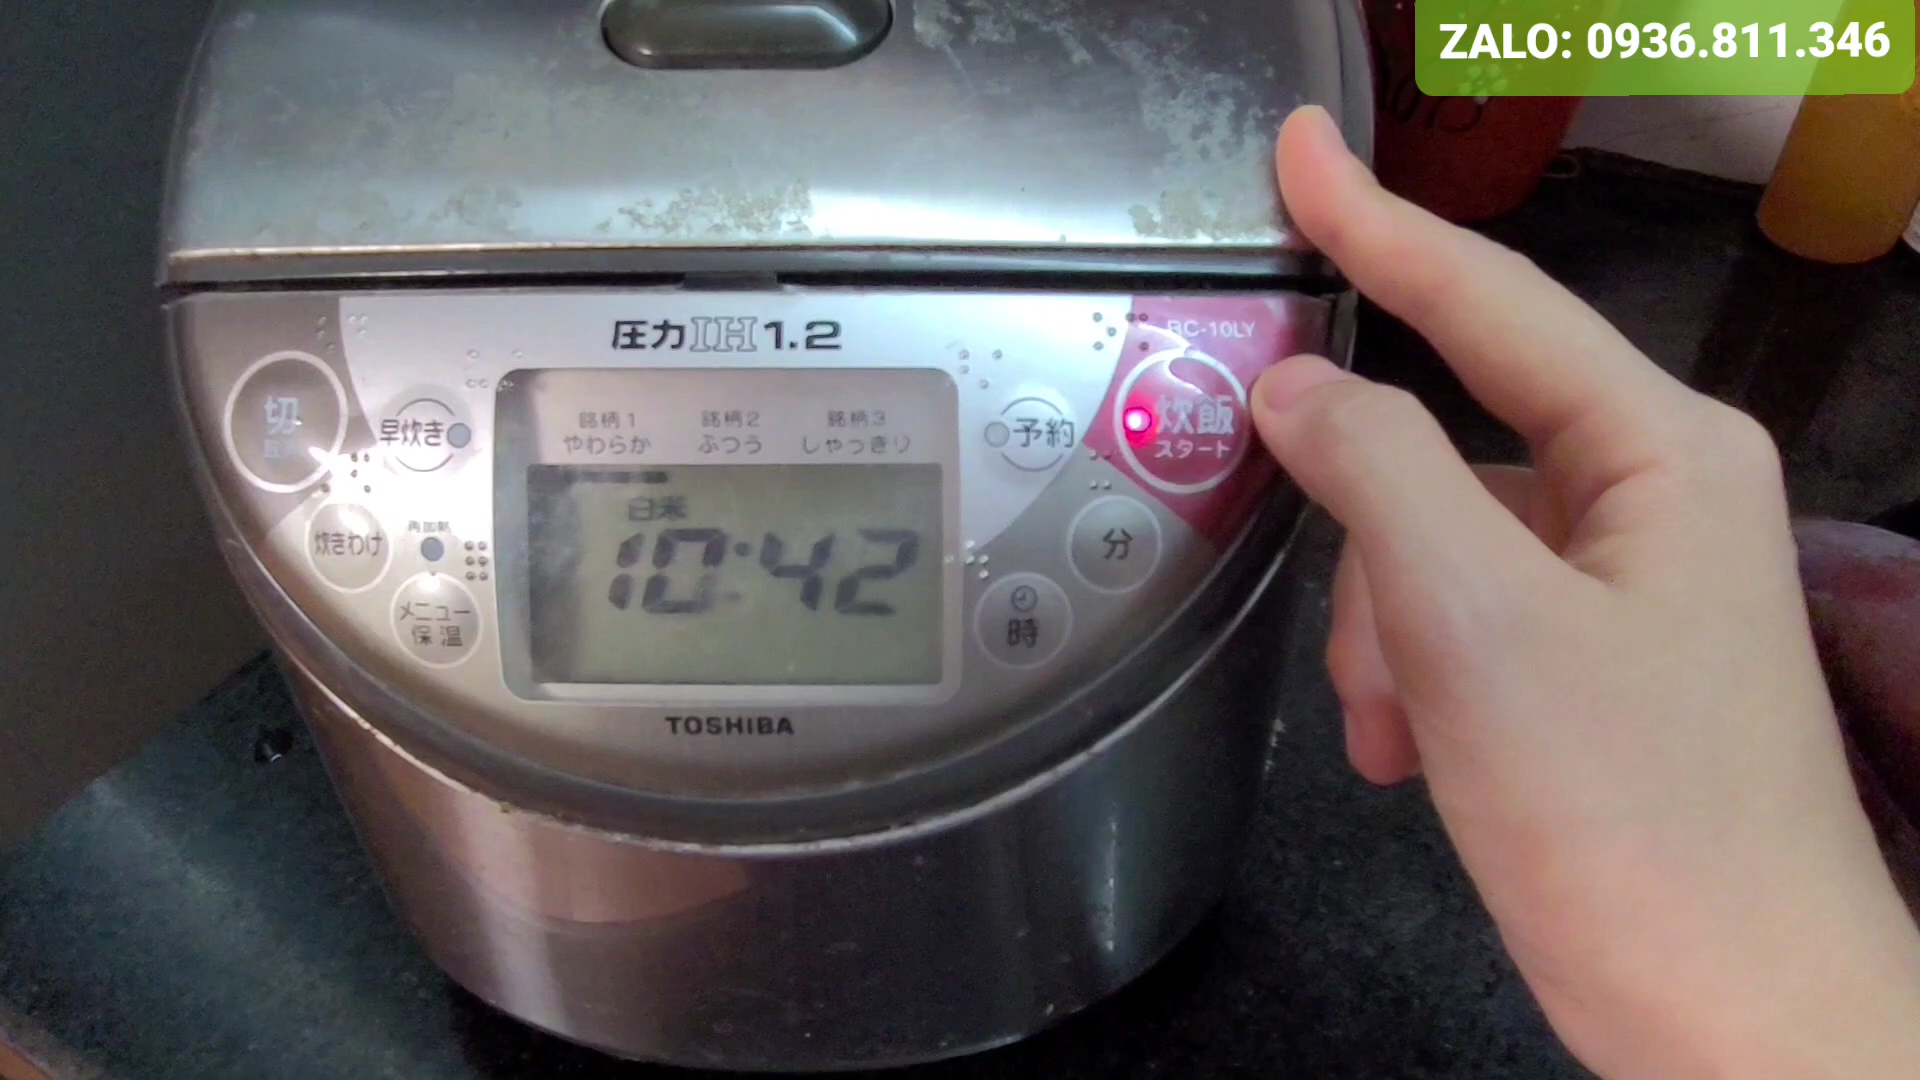 ZALO: 0936.811.346
圧力IH1.2
RC-10LY
切
早炊き
銘柄1
やわらか
銘柄2
ふつう
銘柄3
しゃっきり
予約
炊飯
スタート
炊きわけ
再加熱
メニュー
保温
白米
10:42
分
時
TOSHIBA